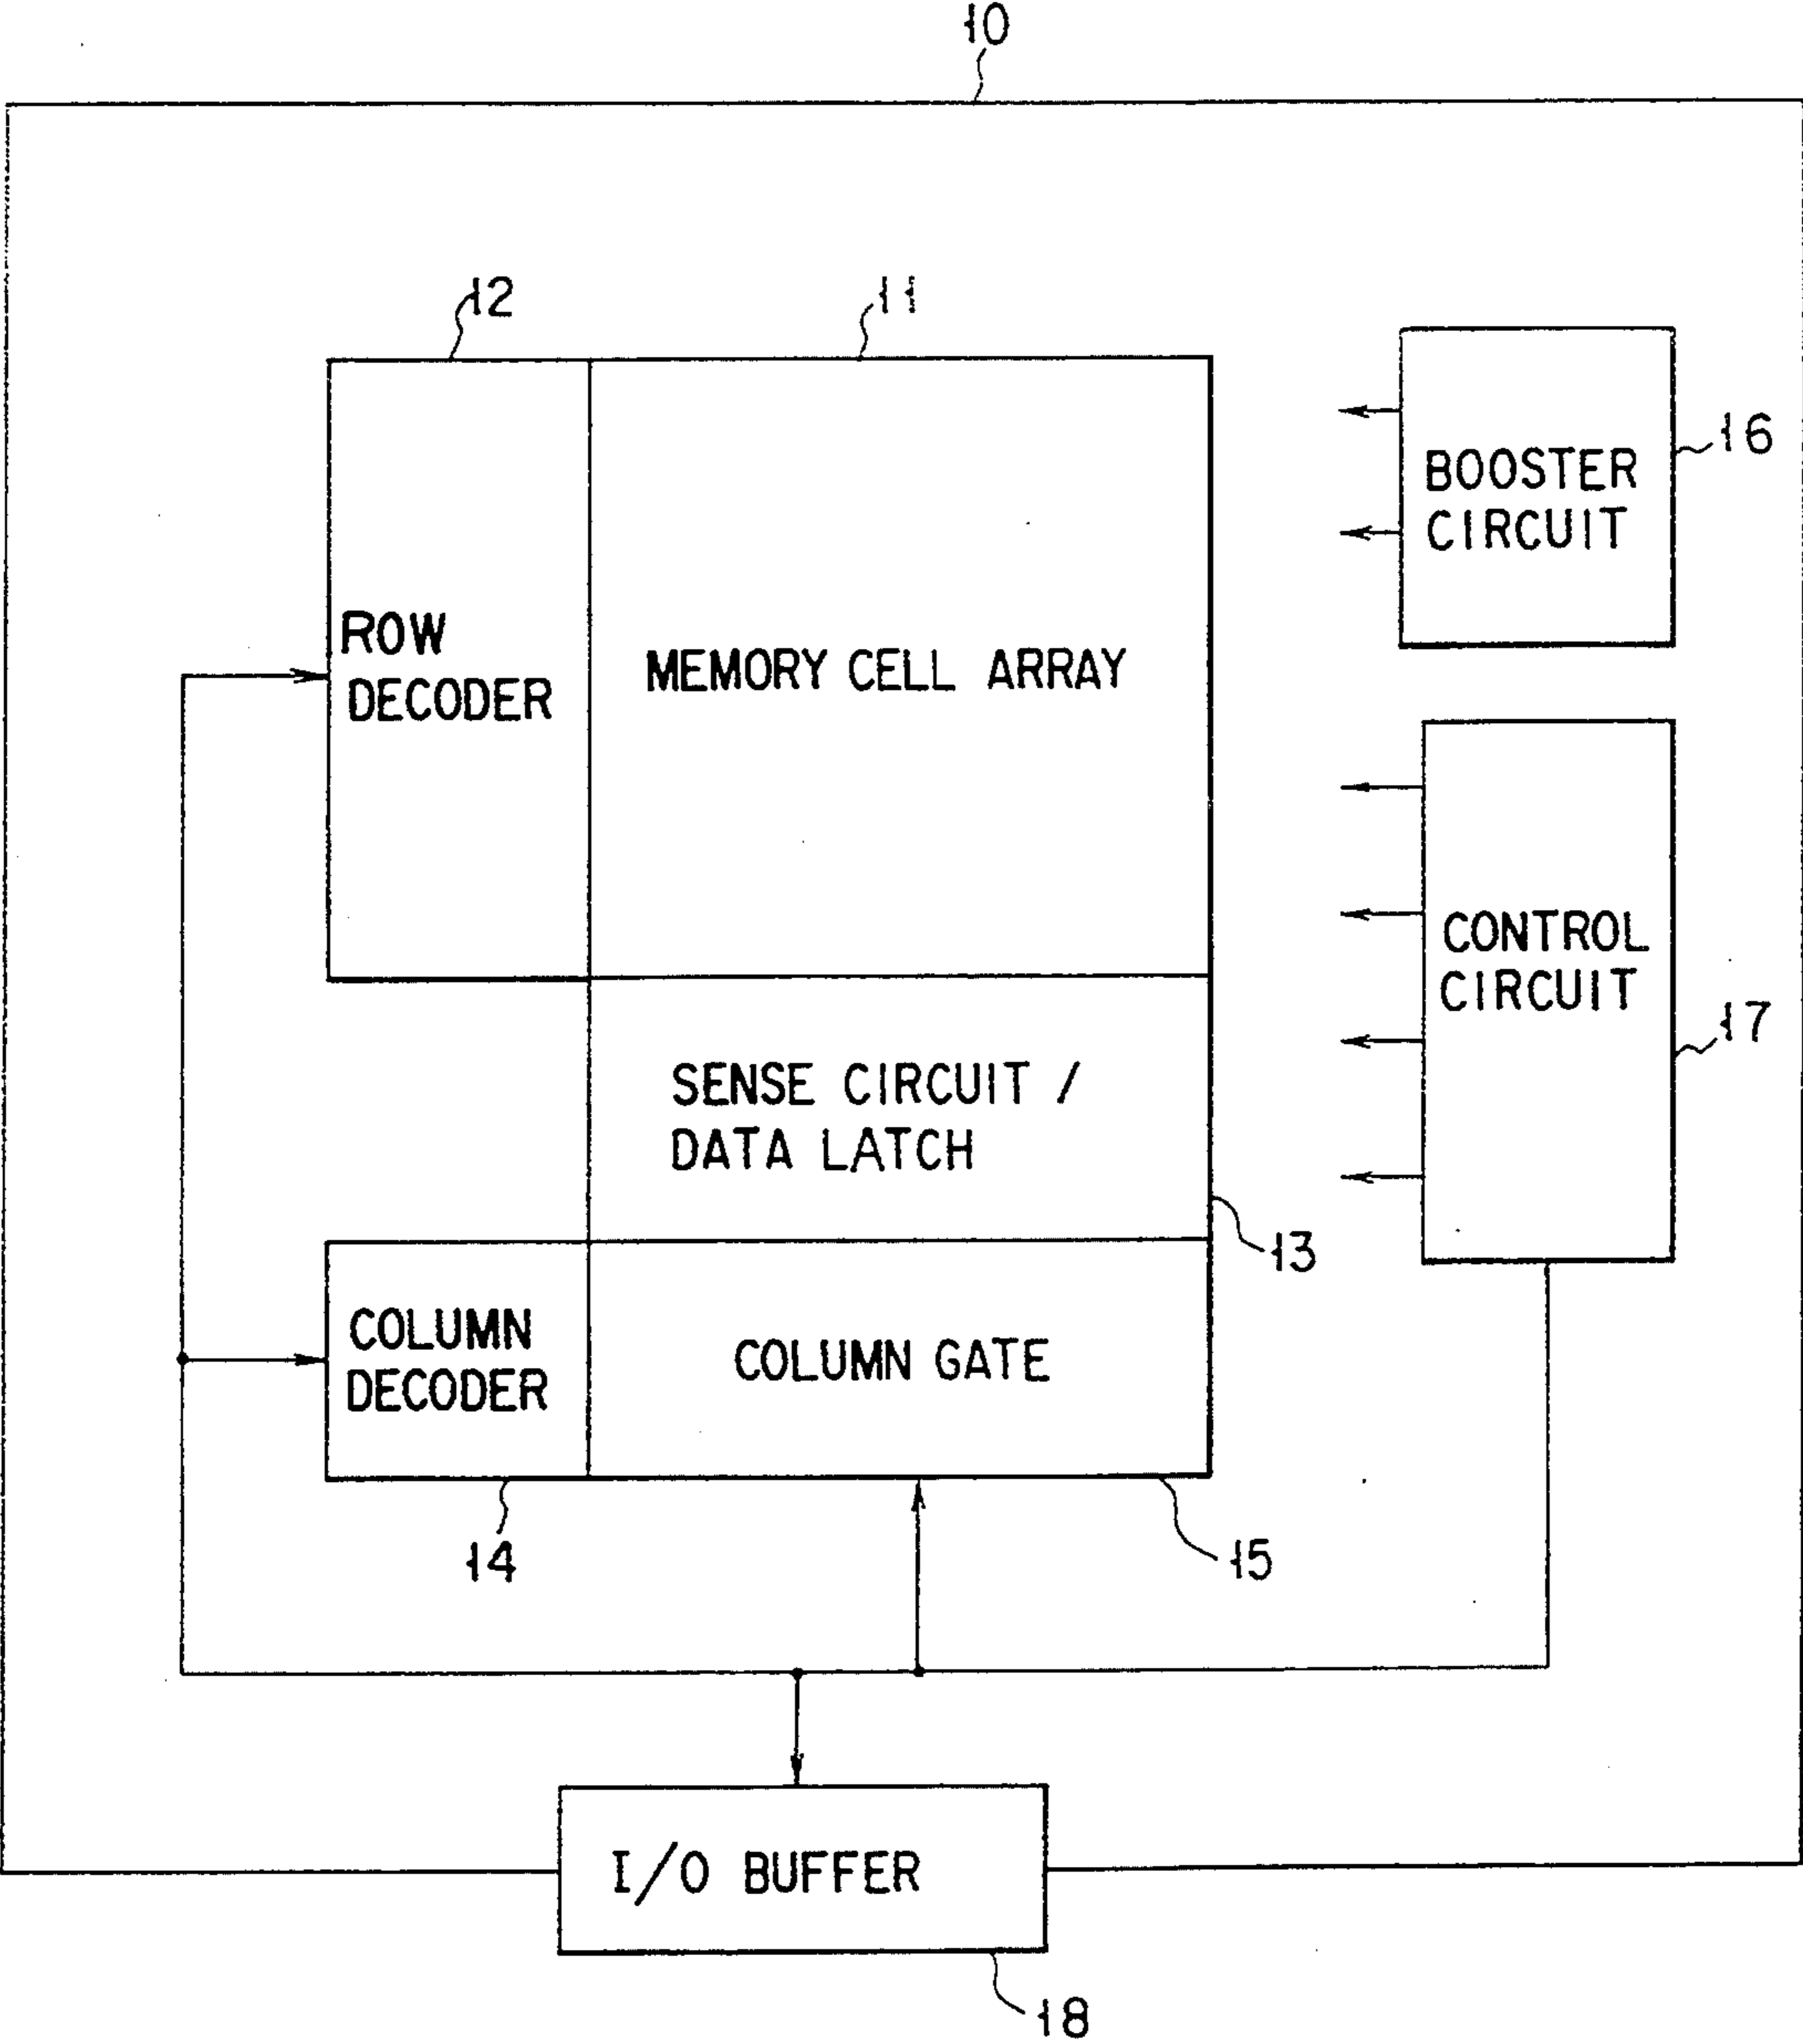 10
12
11
16
BOOSTER
CIRCUIT
ROW
DECODER
MEMORY CELL ARRAY
CONTROL
CIRCUIT
17
SENSE CIRCUIT /
DATA LATCH
13
COLUMN
DECODER
COLUMN GATE
14
15
I/O BUFFER
18